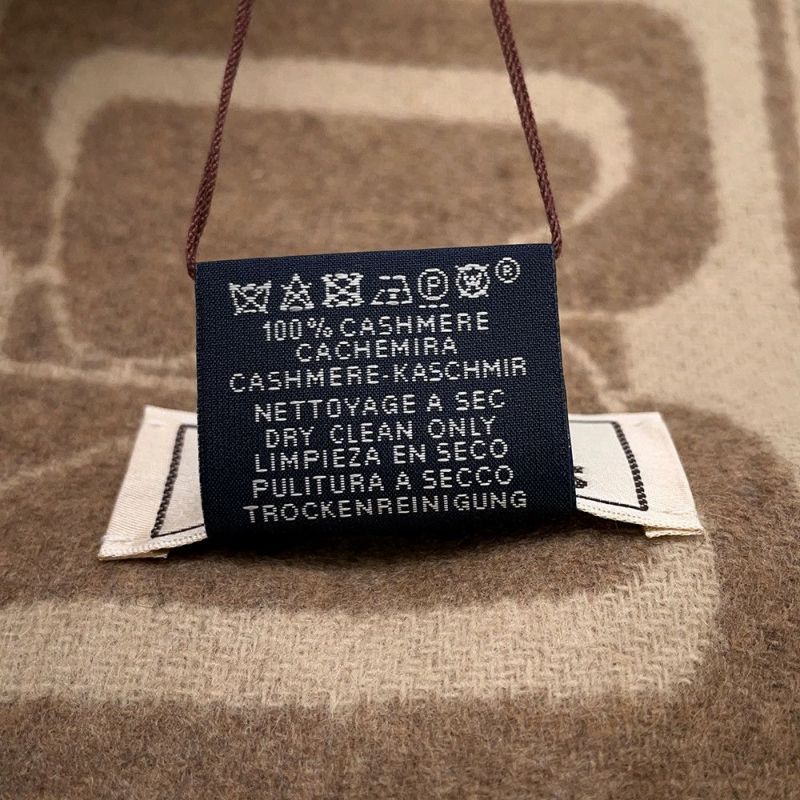 P W ®
100% CASHMERE
CACHEMIRA
CASHMERE-KASCHMIR
NETTOYAGE A SEC
DRY CLEAN ONLY
LIMPIEZA EN SECO
PULITURA A SECCO
TROCKENREINIGUNG